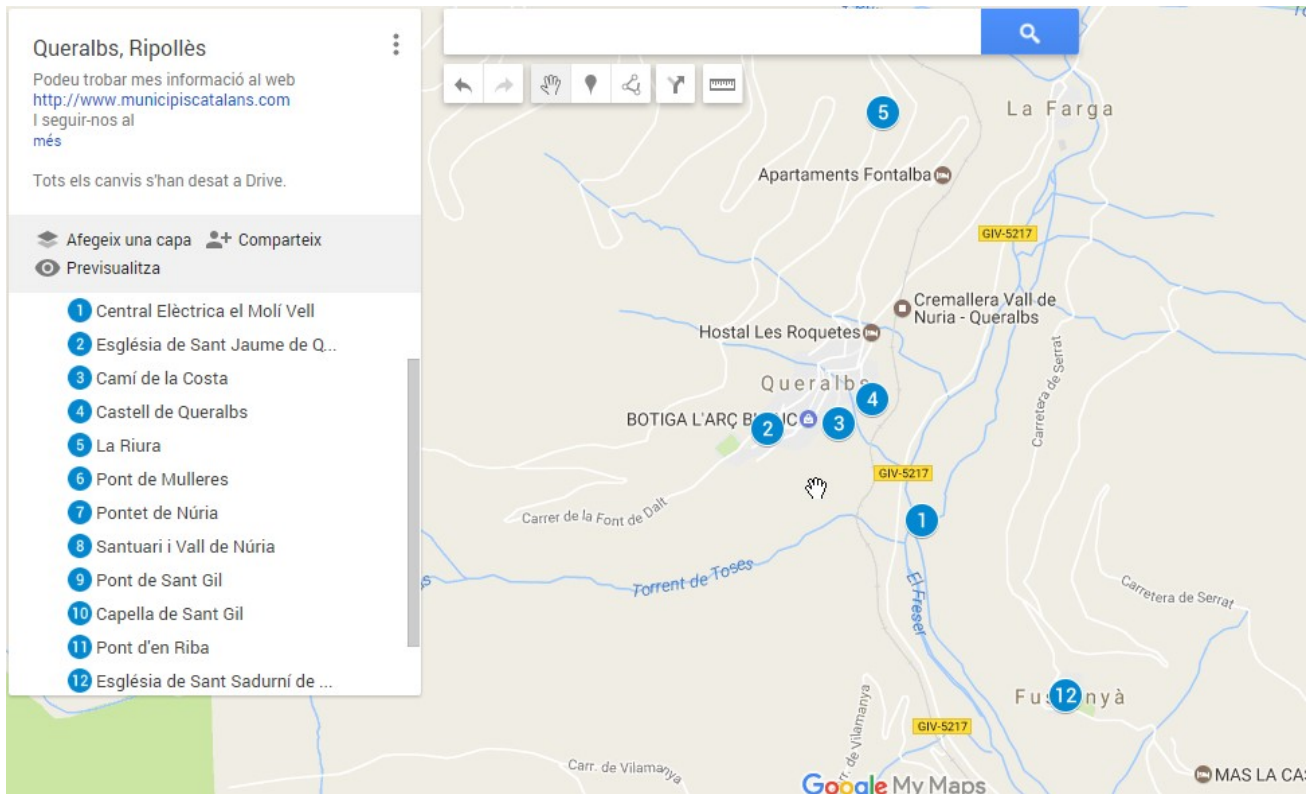 Queralbs, Ripollès
Podeu trobar mes informació al web
http://www.municipiscatalans.com
I seguir-nos al
més
Tots els canvis s'han desat a Drive.
Afegeix una capa
Comparteix
Previsualitza
1 Central Elèctrica el Molí Vell
2 Església de Sant Jaume de Q...
3 Camí de la Costa
4 Castell de Queralbs
5 La Riura
6 Pont de Mulleres
7 Pontet de Núria
8 Santuari i Vall de Núria
9 Pont de Sant Gil
10 Capella de Sant Gil
11 Pont d'en Riba
12 Església de Sant Sadurní de ...
5
La Farga
Apartaments Fontalba
GIV-5217
Cremallera Vall de
Nuria - Queralbs
Hostal Les Roquetes
Carretera de Serrat
Queralbs
4
BOTIGA L'ARÇ
2
3
GIV-5217
Carrer de la Font de Dalt
1
Torrent de Toses
El Freser
Carretera de Serrat
12
GIV-5217
Carr. de Vilamanya
Carr. de Vilamanya
Google My Maps
MAS LA